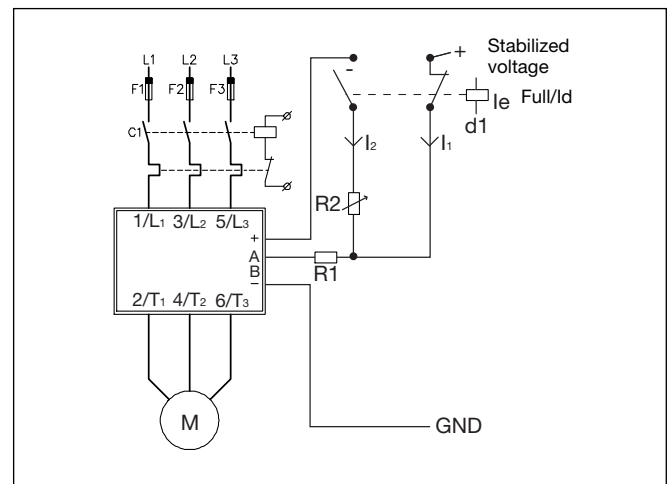 L1 L2 L3
F1 F2 F3
C1
+ Stabilized
voltage
-
Ie Full/Id
d1
I2 I1
R2
1/L1 3/L2 5/L3
+
A
B
−
R1
2/T1 4/T2 6/T3
M
GND